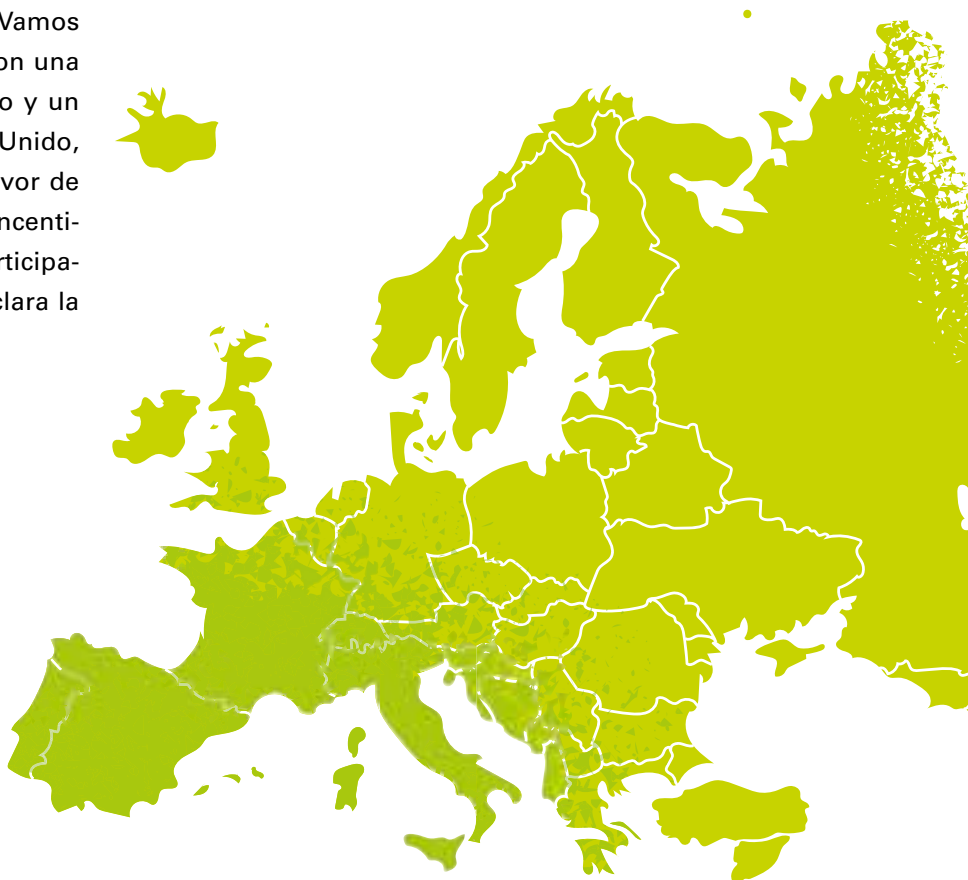 Vamos
on una
o y un
Unido,
vor de
ncenti-
rticipa-
clara la